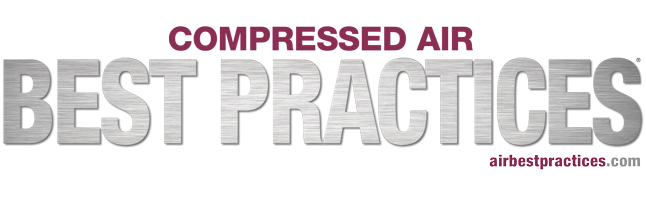 COMPRESSED AIR
BEST PRACTICES®
airbestpractices.com